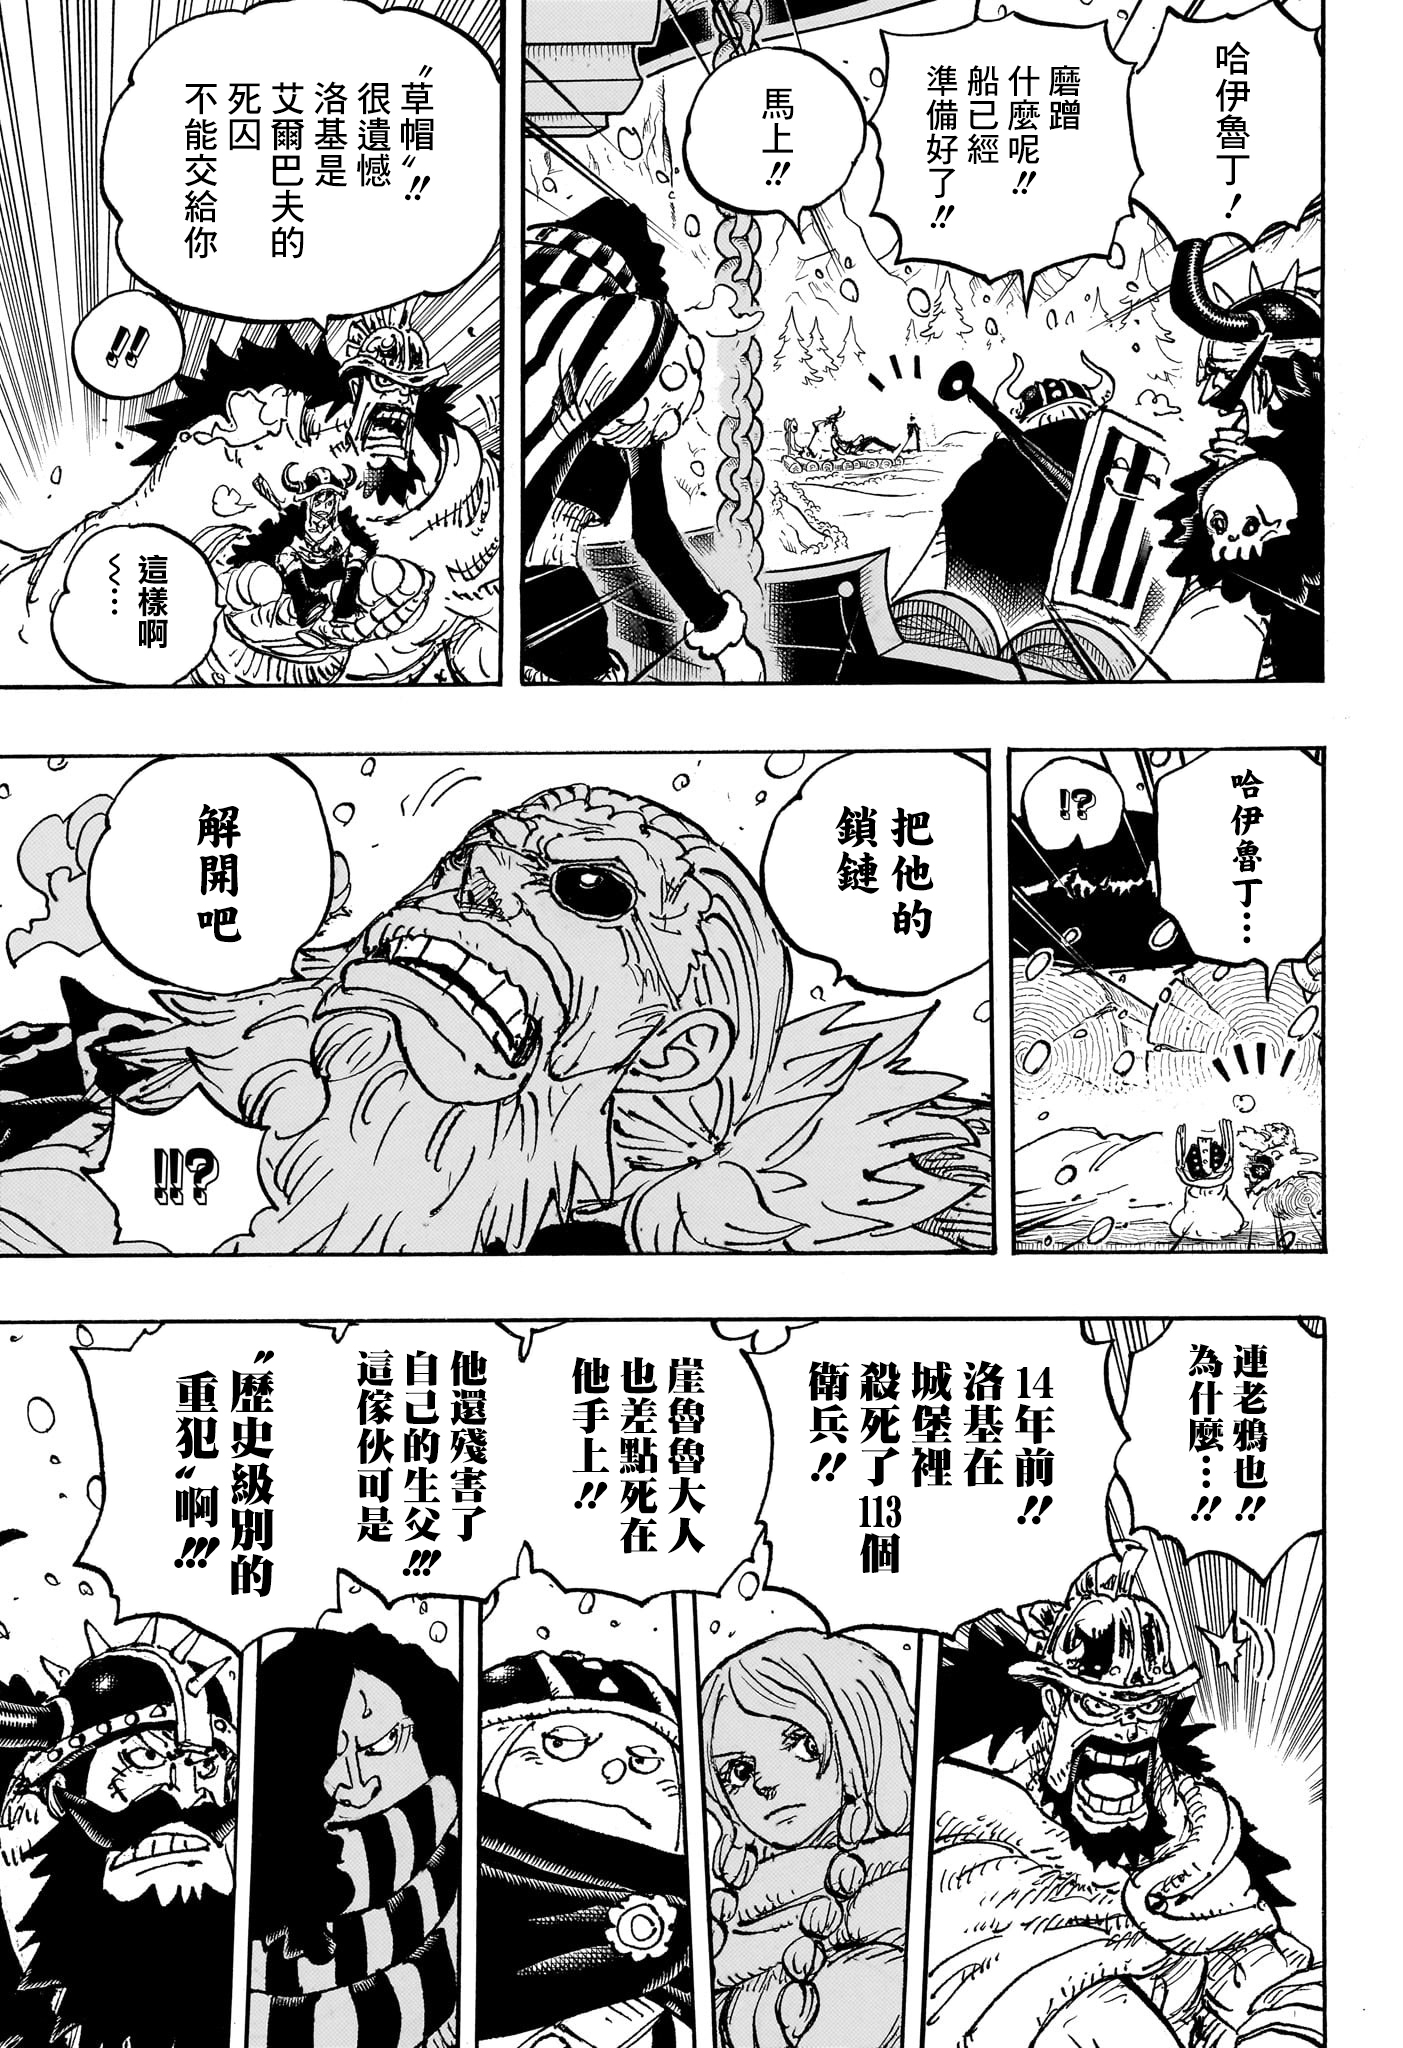 哈伊魯丁！
磨蹭
什麼呢!!
船已經
準備好了!!
馬上!!
〝草帽〞!!
很遺憾
洛基是
艾爾巴夫的
死囚
不能交給你
!!
這樣啊
～～…
哈伊魯丁…
!?
把他的
鎖鏈
解開吧
!!!?
連老鴉也!!
為什麼…!!
14年前!!
洛基在
城堡裡
殺死了113個
衛兵!!
崖魯魯大人
也差點死在
他手上!!
他還殘害了
自己的生父!!!
這傢伙可是
〝歷史級別的
重犯〞啊!!!